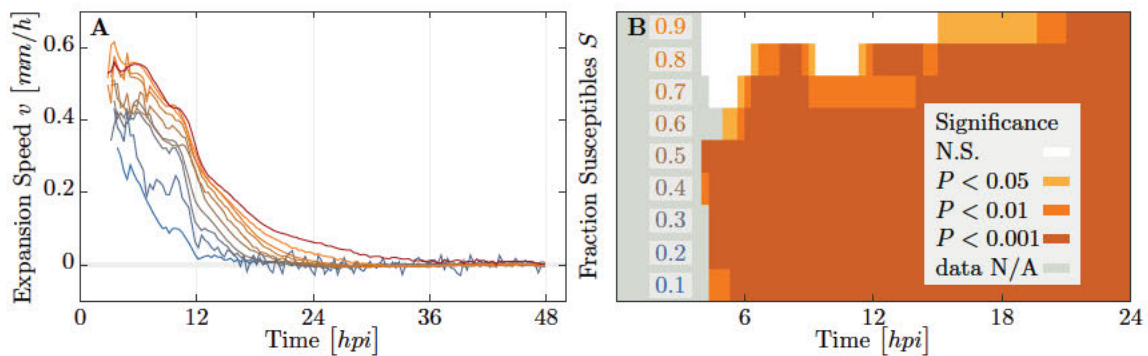 A
0.6
0.4
0.2
0
Expansion Speed v [mm/h]
0
12
24
36
48
Time [hpi]
B
Fraction Susceptibles S
0.9
0.8
0.7
0.6
0.5
0.4
0.3
0.2
0.1
Significance
N.S.
P < 0.05
P < 0.01
P < 0.001
data N/A
6
12
18
24
Time [hpi]